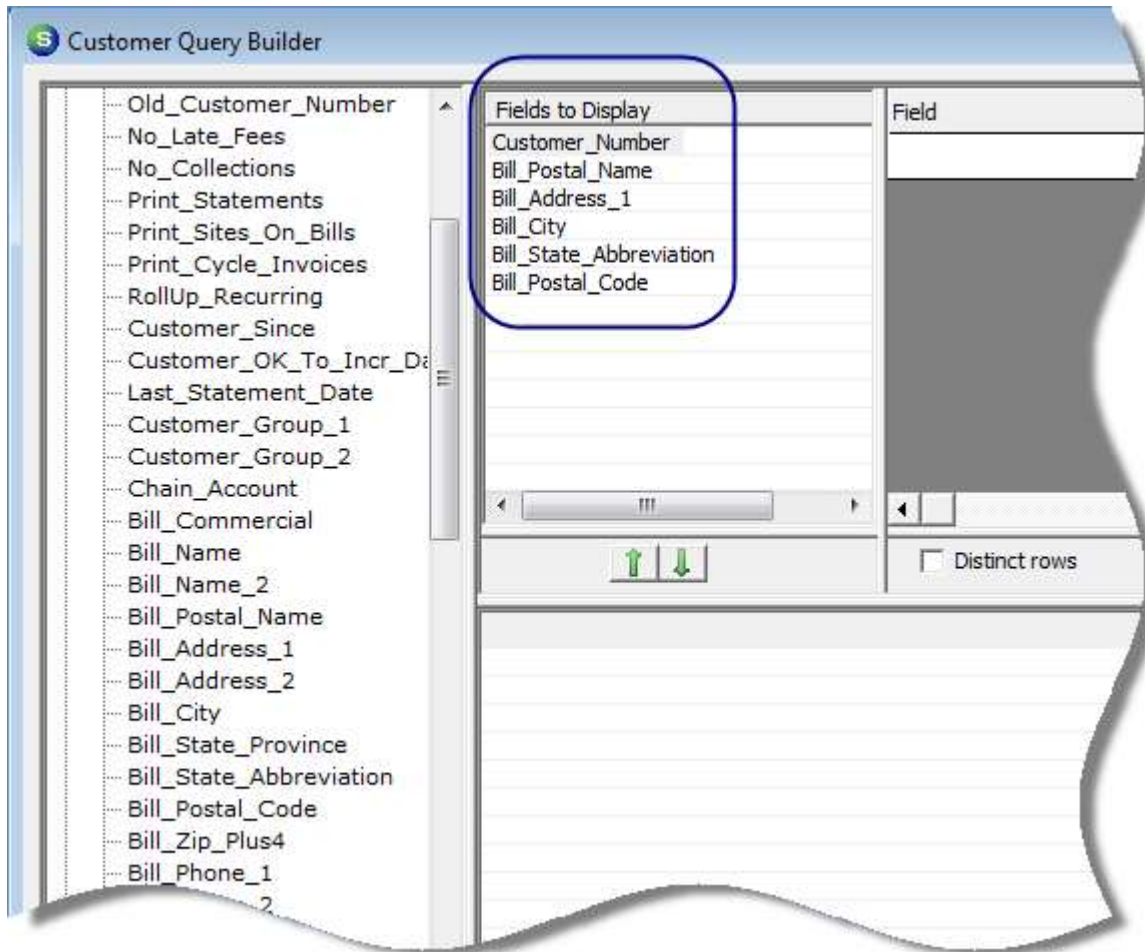 S Customer Query Builder
Old_Customer_Number
No_Late_Fees
No_Collections
Print_Statements
Print_Sites_On_Bills
Print_Cycle_Invoices
RollUp_Recurring
Customer_Since
Customer_OK_To_Incr_Da
Last_Statement_Date
Customer_Group_1
Customer_Group_2
Chain_Account
Bill_Commercial
Bill_Name
Bill_Name_2
Bill_Postal_Name
Bill_Address_1
Bill_Address_2
Bill_City
Bill_State_Province
Bill_State_Abbreviation
Bill_Postal_Code
Bill_Zip_Plus4
Bill_Phone_1
2
Fields to Display
Customer_Number
Bill_Postal_Name
Bill_Address_1
Bill_City
Bill_State_Abbreviation
Bill_Postal_Code
Field
Distinct rows